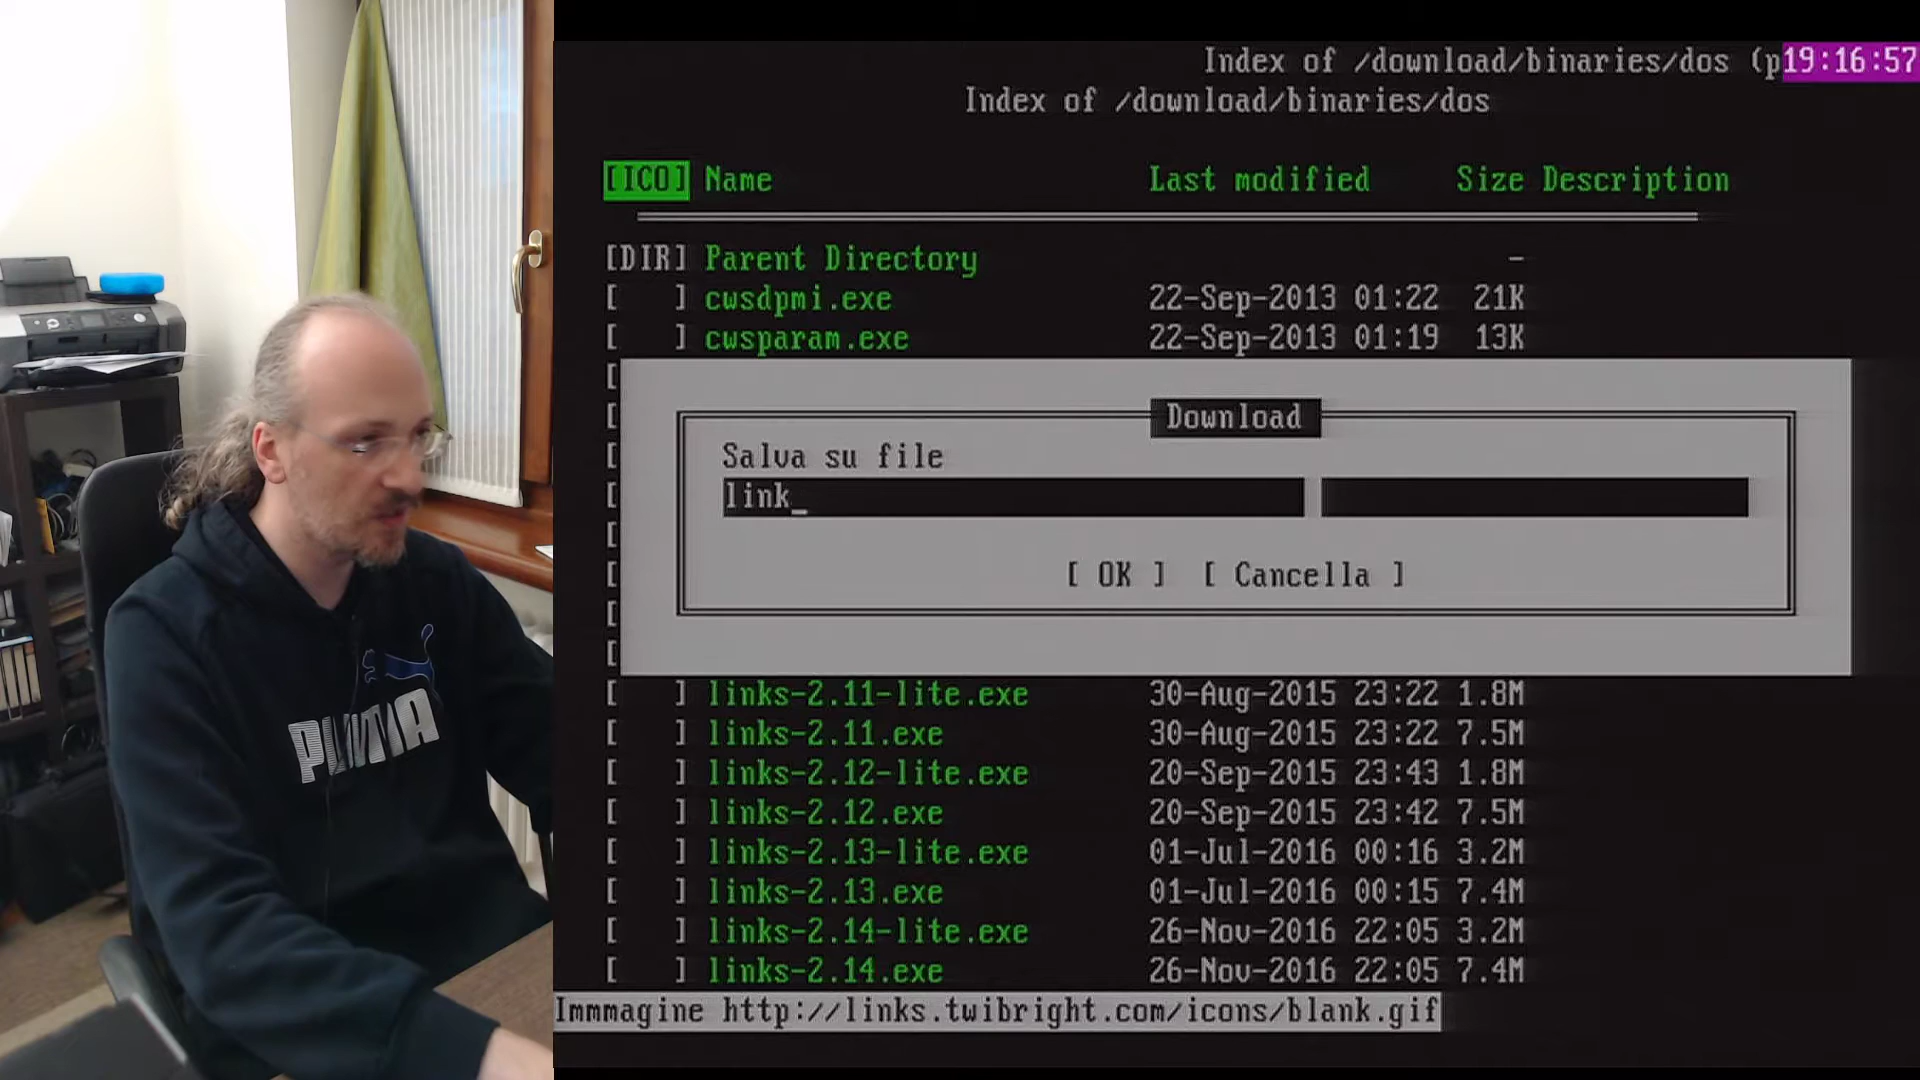 Index of /download/binaries/dos (p19:16:57
Index of /download/binaries/dos
[ICO] Name Last modified Size Description
[DIR] Parent Directory -
[ ] cwsdpmi.exe 22-Sep-2013 01:22 21K
[ ] cwsparam.exe 22-Sep-2013 01:19 13K
[
[ Download
[ Salva su file
[ link_
[
[ [ OK ] [ Cancella ]
[
[
[ ] links-2.11-lite.exe 30-Aug-2015 23:22 1.8M
[ ] links-2.11.exe 30-Aug-2015 23:22 7.5M
[ ] links-2.12-lite.exe 20-Sep-2015 23:43 1.8M
[ ] links-2.12.exe 20-Sep-2015 23:42 7.5M
[ ] links-2.13-lite.exe 01-Jul-2016 00:16 3.2M
[ ] links-2.13.exe 01-Jul-2016 00:15 7.4M
[ ] links-2.14-lite.exe 26-Nov-2016 22:05 3.2M
[ ] links-2.14.exe 26-Nov-2016 22:05 7.4M
Immmagine http://links.twibright.com/icons/blank.gif